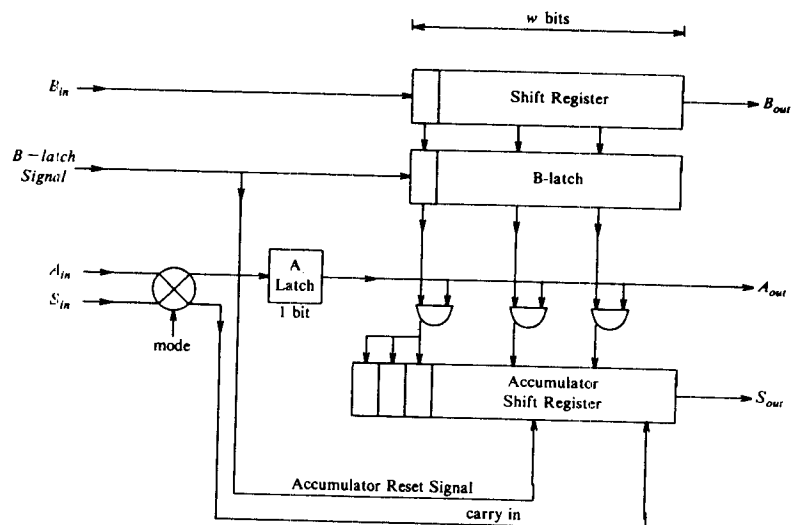 w bits
B_in
Shift Register
B_out
B-latch
Signal
B-latch
A_in
S_in
A
Latch
1 bit
A_out
mode
Accumulator
Shift Register
S_out
Accumulator Reset Signal
carry in